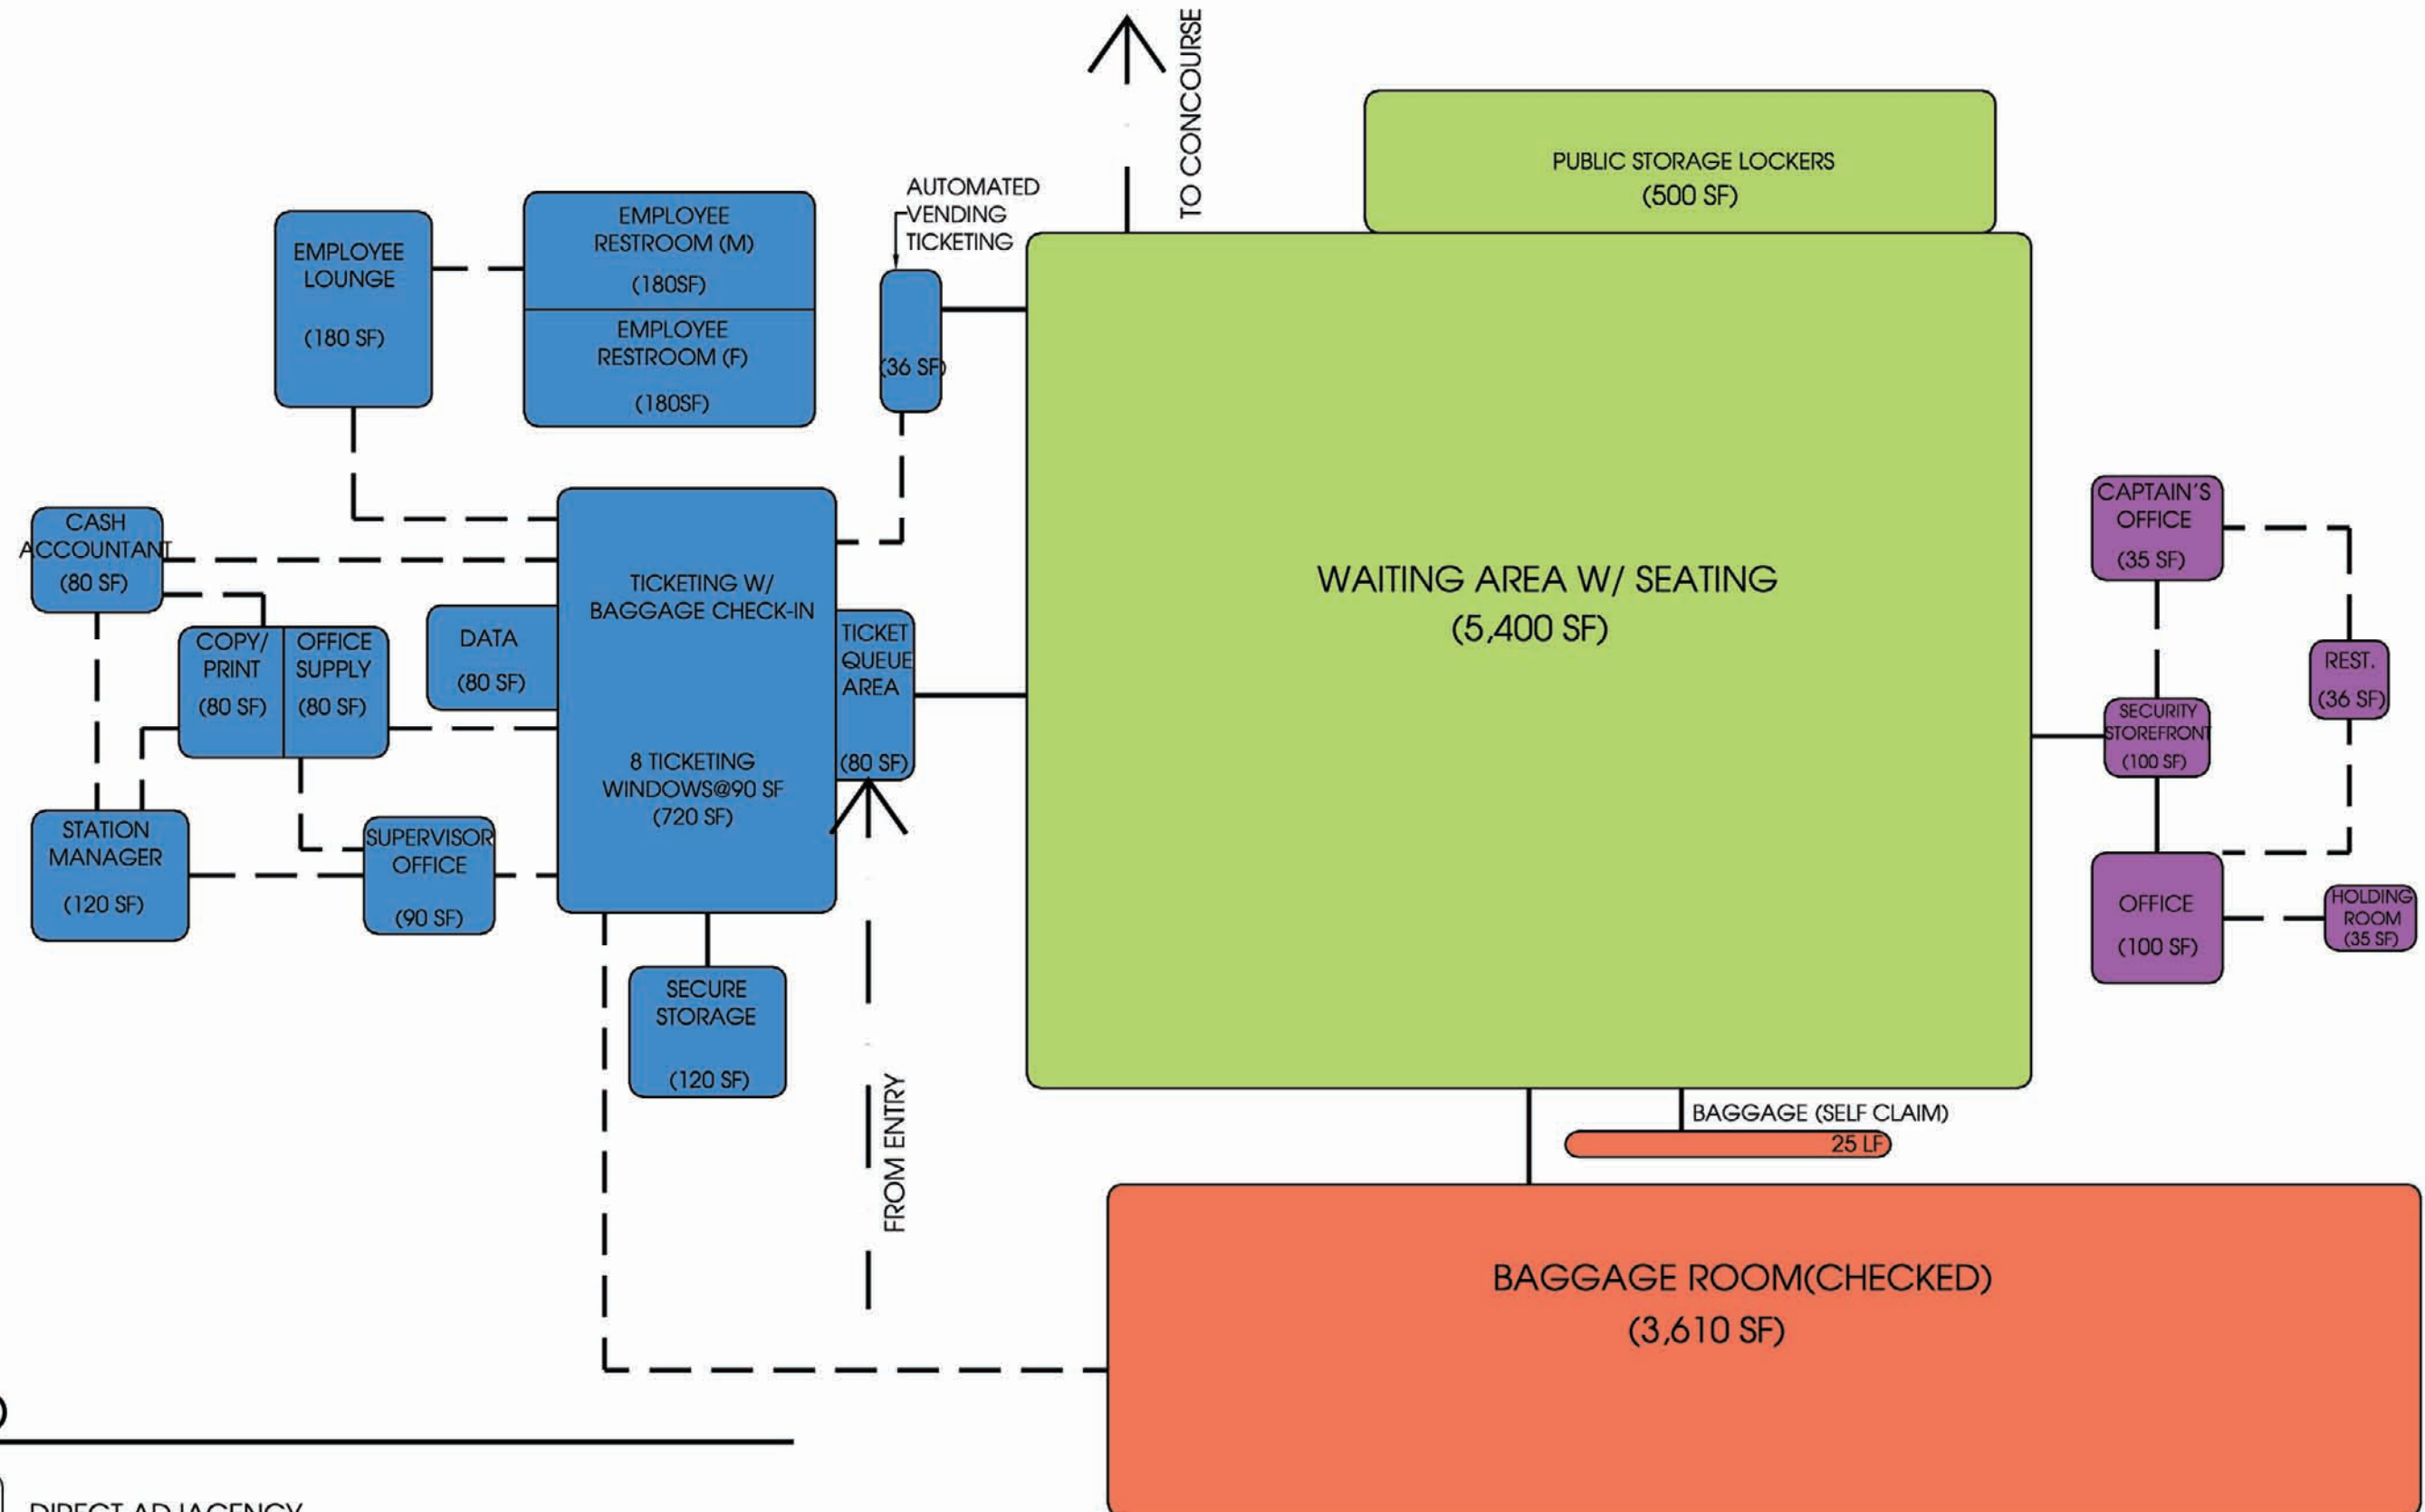 TO CONCOURSE
PUBLIC STORAGE LOCKERS
(500 SF)
AUTOMATED
VENDING
TICKETING
(36 SF)
EMPLOYEE
LOUNGE
(180 SF)
EMPLOYEE
RESTROOM (M)
(180SF)
EMPLOYEE
RESTROOM (F)
(180SF)
CASH
ACCOUNTANT
(80 SF)
COPY/
PRINT
(80 SF)
OFFICE
SUPPLY
(80 SF)
DATA
(80 SF)
TICKETING W/
BAGGAGE CHECK-IN
8 TICKETING
WINDOWS@90 SF
(720 SF)
TICKET
QUEUE
AREA
(80 SF)
WAITING AREA W/ SEATING
(5,400 SF)
CAPTAIN'S
OFFICE
(35 SF)
REST.
(36 SF)
SECURITY
STOREFRONT
(100 SF)
OFFICE
(100 SF)
HOLDING
ROOM
(35 SF)
STATION
MANAGER
(120 SF)
SUPERVISOR
OFFICE
(90 SF)
SECURE
STORAGE
(120 SF)
FROM ENTRY
BAGGAGE (SELF CLAIM)
25 LF
BAGGAGE ROOM(CHECKED)
(3,610 SF)
DIRECT ADJACENCY